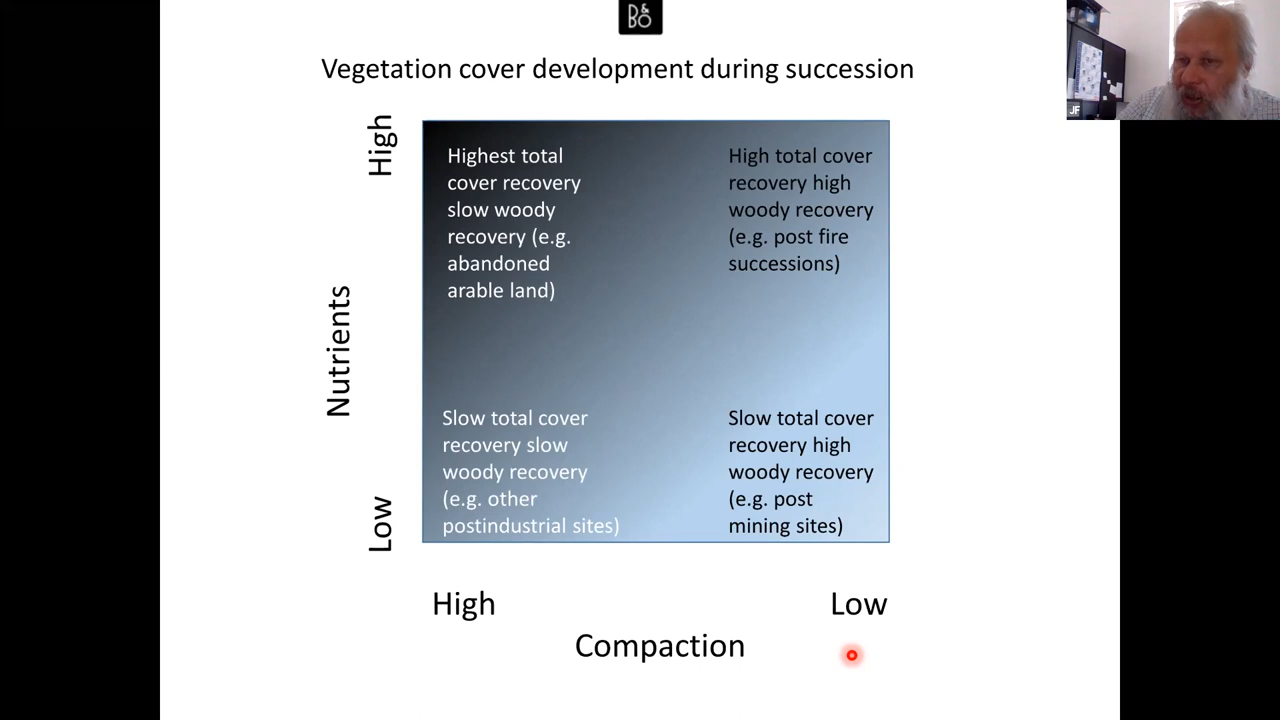 B&O
Vegetation cover development during succession
High
Nutrients
Low
Highest total
cover recovery
slow woody
recovery (e.g.
abandoned
arable land)
High total cover
recovery high
woody recovery
(e.g. post fire
successions)
Slow total cover
recovery slow
woody recovery
(e.g. other
postindustrial sites)
Slow total cover
recovery high
woody recovery
(e.g. post
mining sites)
High
Low
Compaction
JF